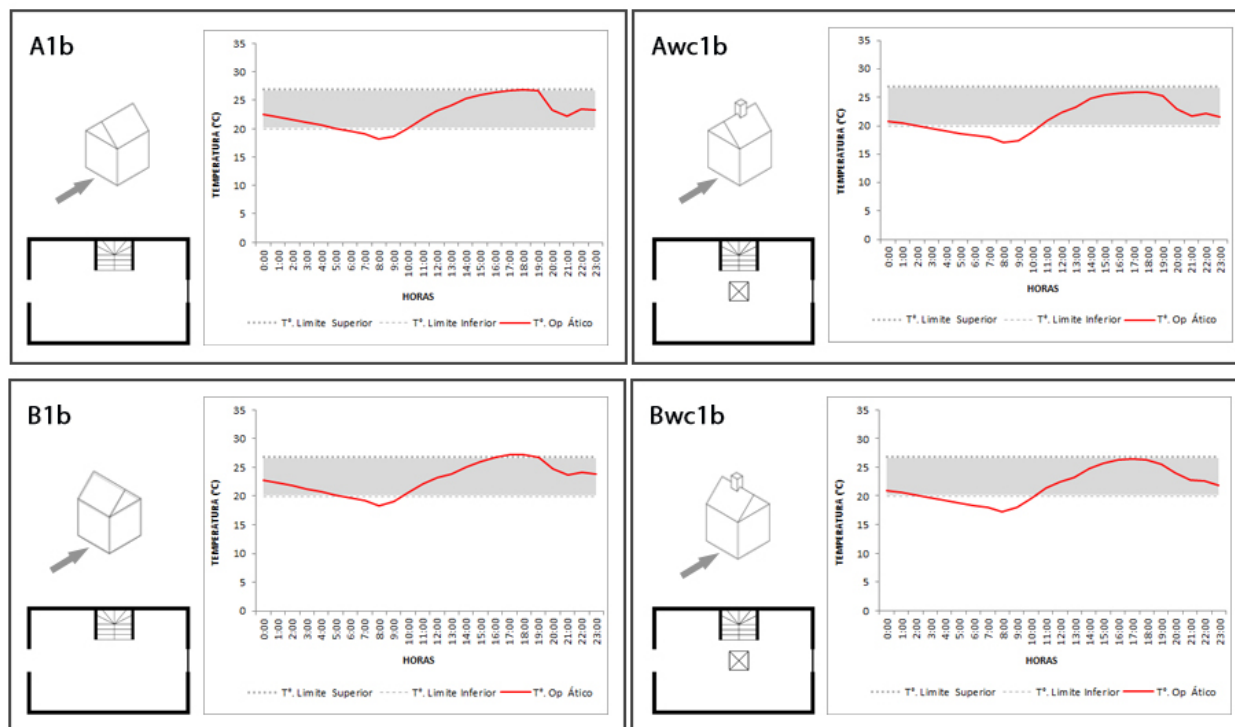 A1b
TEMPERATURA (°C)
35
30
25
20
15
10
5
0
0:00 1:00 2:00 3:00 4:00 5:00 6:00 7:00 8:00 9:00 10:00 11:00 12:00 13:00 14:00 15:00 16:00 17:00 18:00 19:00 20:00 21:00 22:00 23:00
HORAS
Tª. Limite Superior Tª. Limite Inferior Tª. Op Ático
Awc1b
TEMPERATURA (°C)
35
30
25
20
15
10
5
0
0:00 1:00 2:00 3:00 4:00 5:00 6:00 7:00 8:00 9:00 10:00 11:00 12:00 13:00 14:00 15:00 16:00 17:00 18:00 19:00 20:00 21:00 22:00 23:00
HORAS
Tª. Limite Superior Tª. Limite Inferior Tª. Op Ático
B1b
TEMPERATURA (°C)
35
30
25
20
15
10
5
0
0:00 1:00 2:00 3:00 4:00 5:00 6:00 7:00 8:00 9:00 10:00 11:00 12:00 13:00 14:00 15:00 16:00 17:00 18:00 19:00 20:00 21:00 22:00 23:00
HORAS
Tª. Limite Superior Tª. Limite Inferior Tª. Op Ático
Bwc1b
TEMPERATURA (°C)
35
30
25
20
15
10
5
0
0:00 1:00 2:00 3:00 4:00 5:00 6:00 7:00 8:00 9:00 10:00 11:00 12:00 13:00 14:00 15:00 16:00 17:00 18:00 19:00 20:00 21:00 22:00 23:00
HORAS
Tª. Limite Superior Tª. Limite Inferior Tª. Op Ático